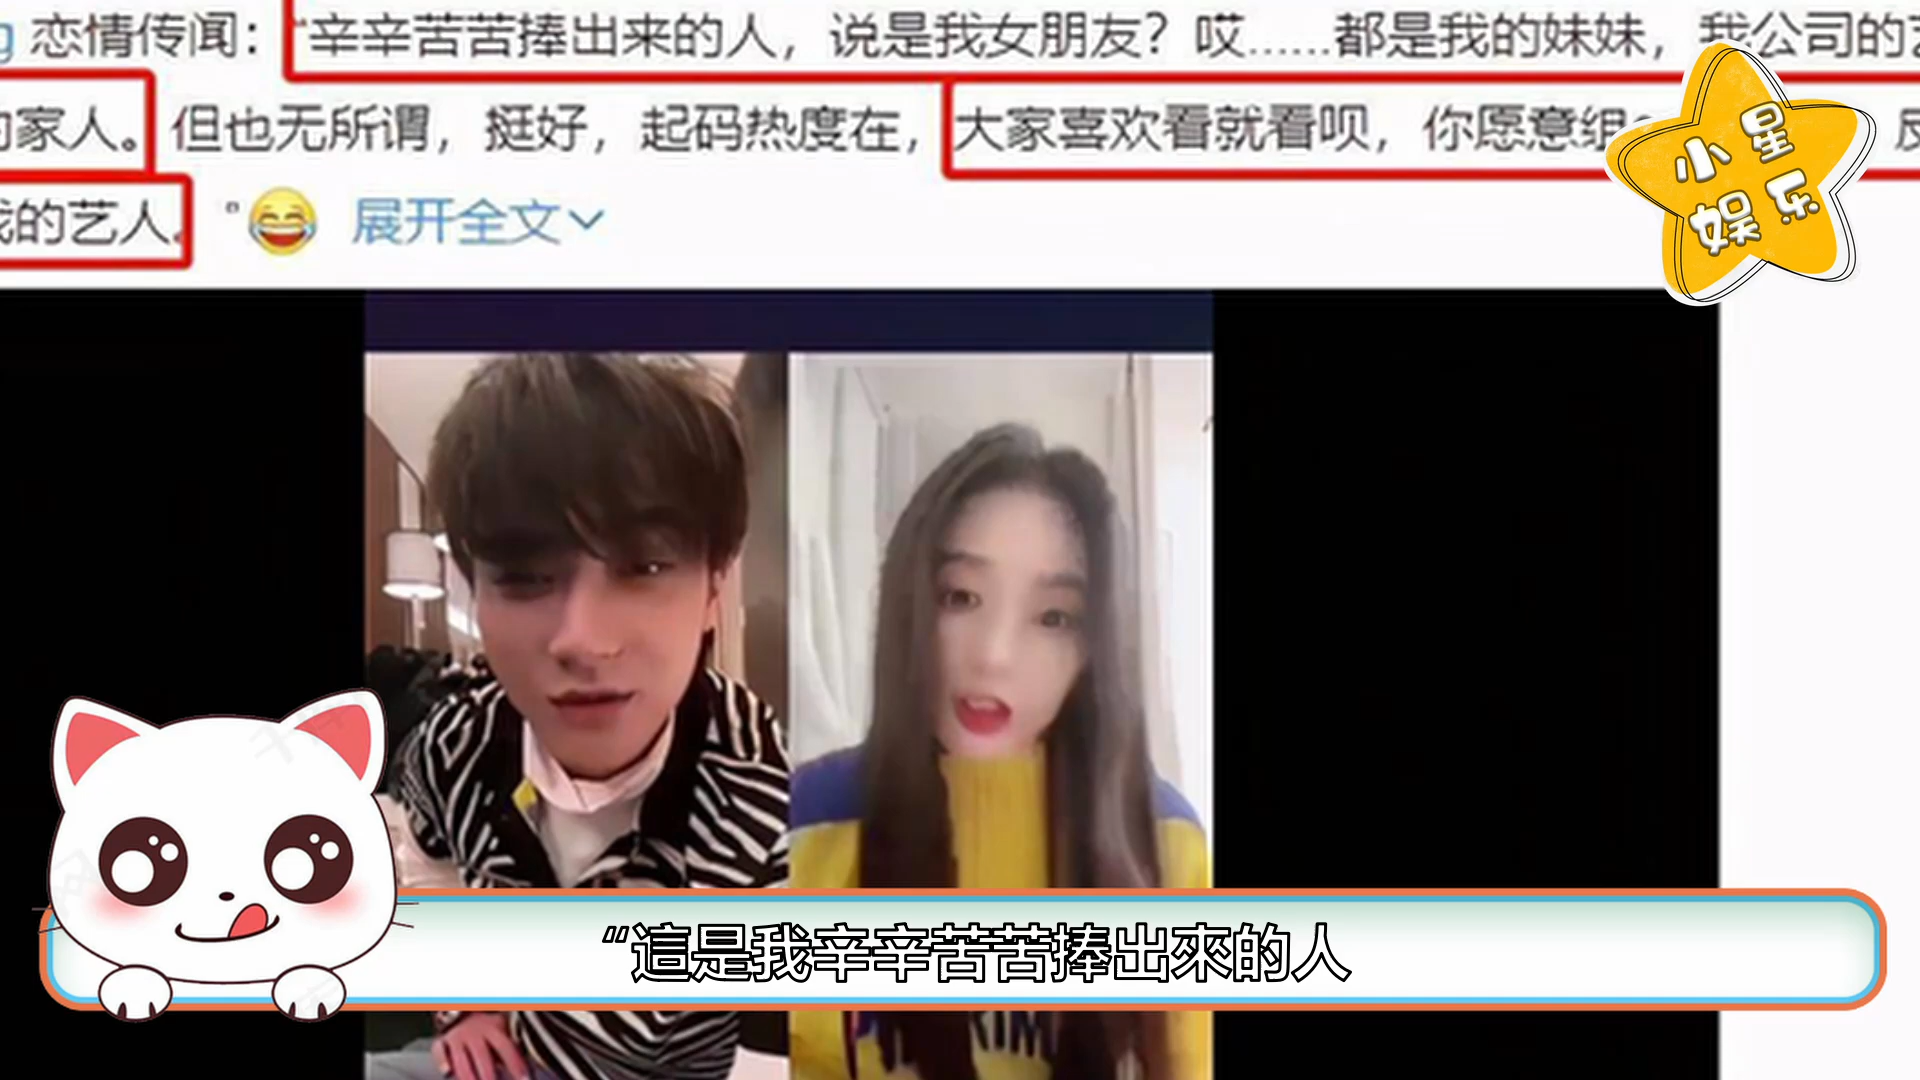 g 恋情传闻：“辛辛苦苦捧出来的人，说是我女朋友？哎……都是我的妹妹，我公司的艺
的家人。但也无所谓，挺好，起码热度在，大家喜欢看就看呗，你愿意组
小星
娱乐
我的艺人。”😂 展开全文
“這是我辛辛苦苦捧出來的人